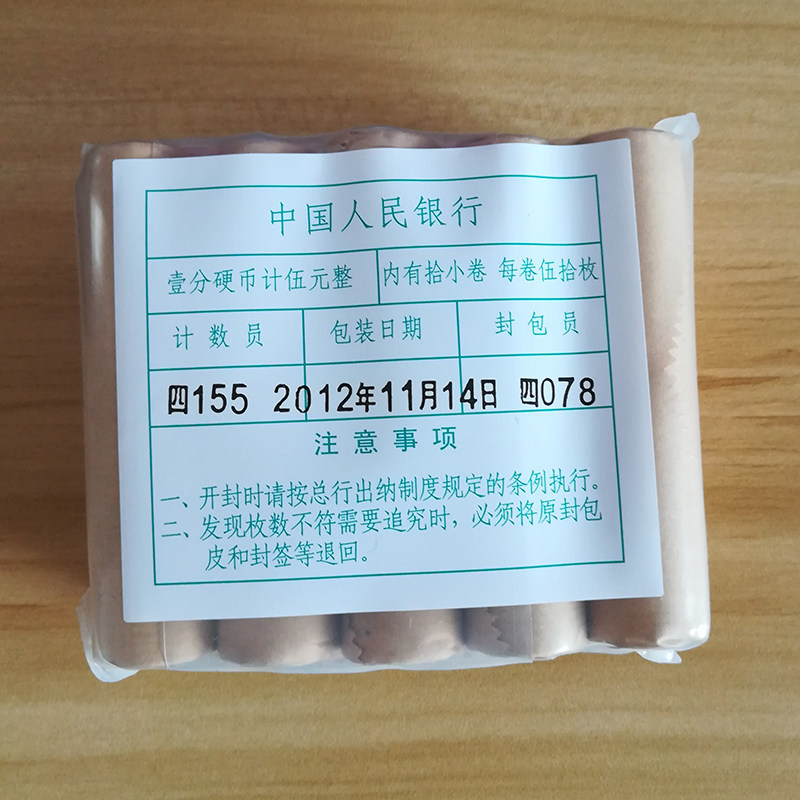 中国人民银行
壹分硬币计伍元整 内有拾小卷 每卷伍拾枚
计数员 包装日期 封包员
四155 2012年11月14日 四078
注意事项
一、开封时请按总行出纳制度规定的条例执行。
二、发现枚数不符需要追究时，必须将原封包
皮和封签等退回。